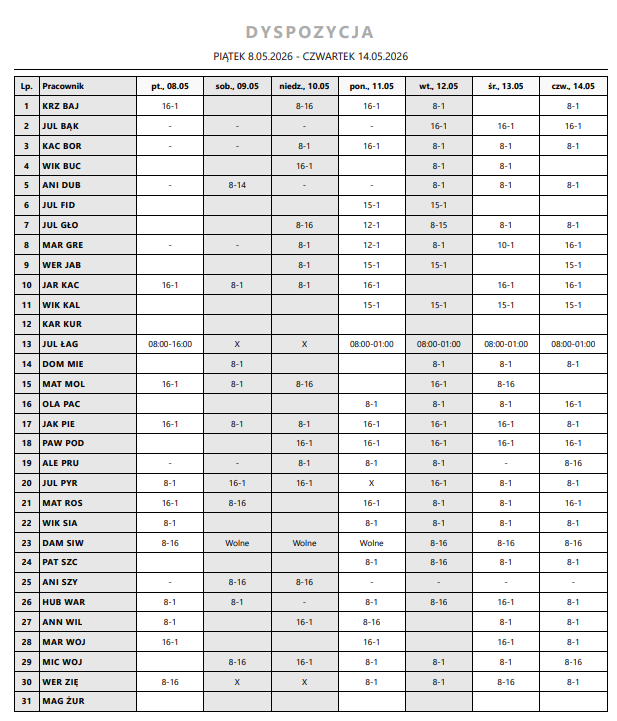 DYSPOZYCJA
PIĄTEK 8.05.2026 - CZWARTEK 14.05.2026
Lp. Pracownik pt., 08.05 sob., 09.05 niedz., 10.05 pon., 11.05 wt., 12.05 śr., 13.05 czw., 14.05
1 KRZ BAJ 16-1 8-16 16-1 8-1 8-1
2 JUL BĄK - - - - 16-1 16-1 16-1
3 KAC BOR - - 8-1 16-1 8-1 8-1 8-1
4 WIK BUC 16-1 8-1 8-1
5 ANI DUB - 8-14 - - 8-1 8-1 8-1
6 JUL FID 15-1 15-1
7 JUL GŁO 8-16 12-1 8-15 8-1 8-1
8 MAR GRE - - 8-1 12-1 8-1 10-1 16-1
9 WER JAB 8-1 15-1 15-1 15-1
10 JAR KAC 16-1 8-1 8-1 16-1 16-1 16-1
11 WIK KAL 15-1 15-1 15-1 15-1
12 KAR KUR
13 JUL ŁAG 08:00-16:00 X X 08:00-01:00 08:00-01:00 08:00-01:00 08:00-01:00
14 DOM MIE 8-1 8-1 8-1 8-1
15 MAT MOL 16-1 8-1 8-16 16-1 8-16
16 OLA PAC 8-1 8-1 8-1 16-1
17 JAK PIE 16-1 8-1 8-1 16-1 16-1 16-1 8-1
18 PAW POD 16-1 16-1 16-1 16-1 16-1
19 ALE PRU - - 8-1 8-1 8-1 - 8-16
20 JUL PYR 8-1 16-1 16-1 X 16-1 8-1 8-1
21 MAT ROS 16-1 8-16 16-1 8-1 8-1 16-1
22 WIK SIA 8-1 8-1 8-1 8-1 8-1
23 DAM SIW 8-16 Wolne Wolne Wolne 8-16 8-16 8-16
24 PAT SZC 8-1 8-16 8-1 8-1
25 ANI SZY - 8-16 8-16 - - - -
26 HUB WAR 8-1 8-1 - 8-1 8-16 16-1 8-1
27 ANN WIL 8-1 16-1 8-16 8-1 8-1
28 MAR WOJ 16-1 16-1 16-1 8-1
29 MIC WOJ 8-16 16-1 8-1 8-1 8-1 8-16
30 WER ZIĘ 8-16 X X 8-1 8-1 8-16 8-1
31 MAG ŻUR